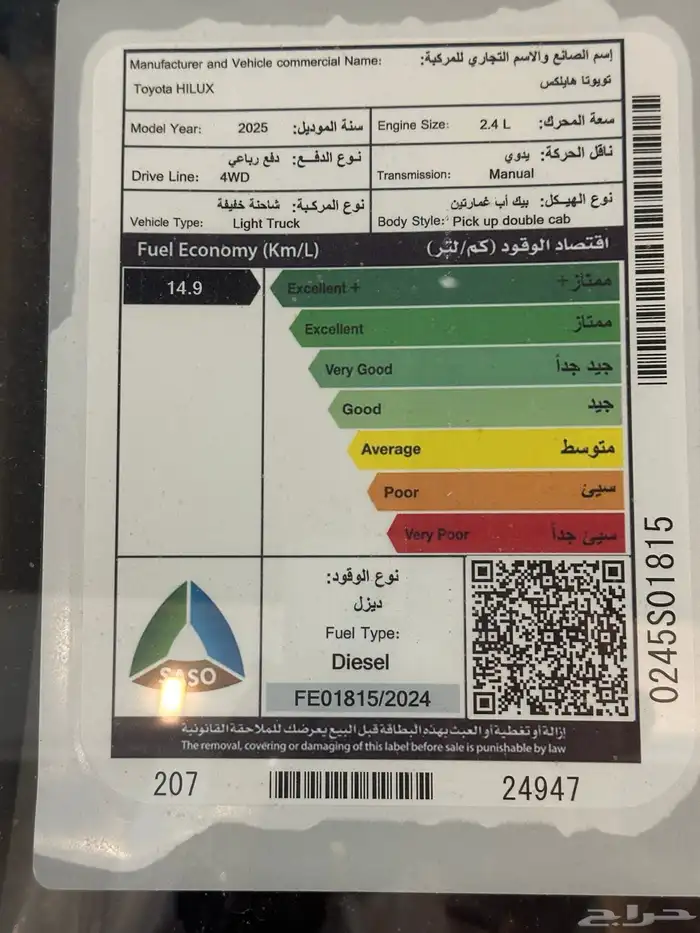 Manufacturer and Vehicle commercial Name: إسم الصانع والاسم التجاري للمركبة:
Toyota HILUX تويوتا هايلكس
Model Year: 2025 سنة الموديل: Engine Size: 2.4 L سعة المحرك:
نوع الدفع: دفع رباعي ناقل الحركة: يدوي
Drive Line: 4WD Transmission: Manual
نوع المركبة: شاحنة خفيفة نوع الهيكل: بيك أب غمارتين
Vehicle Type: Light Truck Body Style: Pick up double cab
Fuel Economy (Km/L) اقتصاد الوقود (كم/لتر)
14.9 Excellent + ممتاز +
Excellent ممتاز
Very Good جيد جداً
Good جيد
Average متوسط
Poor سيئ
Very Poor سيئ جداً
نوع الوقود:
ديزل
Fuel Type:
Diesel
SASO
FE01815/2024
إزالة أو تغطية أو العبث بهذه البطاقة قبل البيع يعرضك للملاحقة القانونية
The removal, covering or damaging of this label before sale is punishable by law
207 24947
0245S01815
حراج